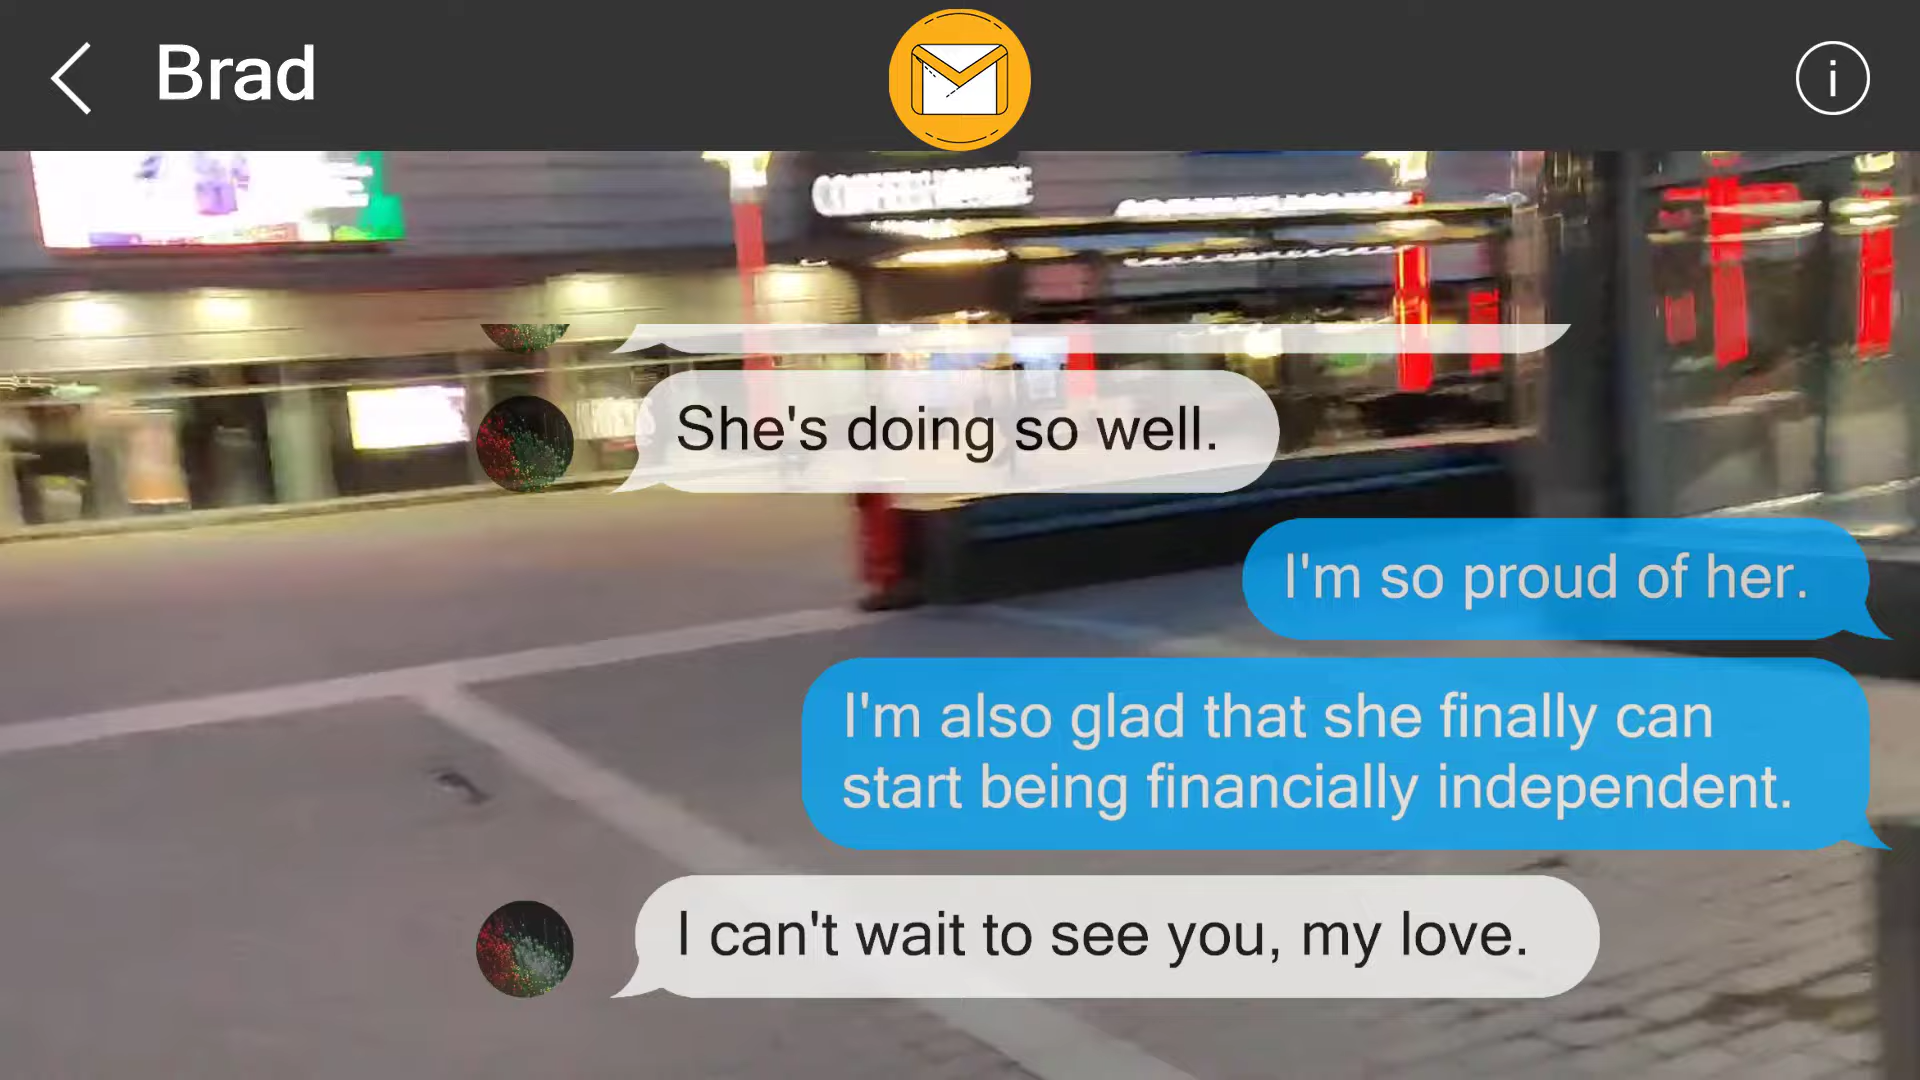 Brad
She's doing so well.
I'm so proud of her.
I'm also glad that she finally can
start being financially independent.
I can't wait to see you, my love.